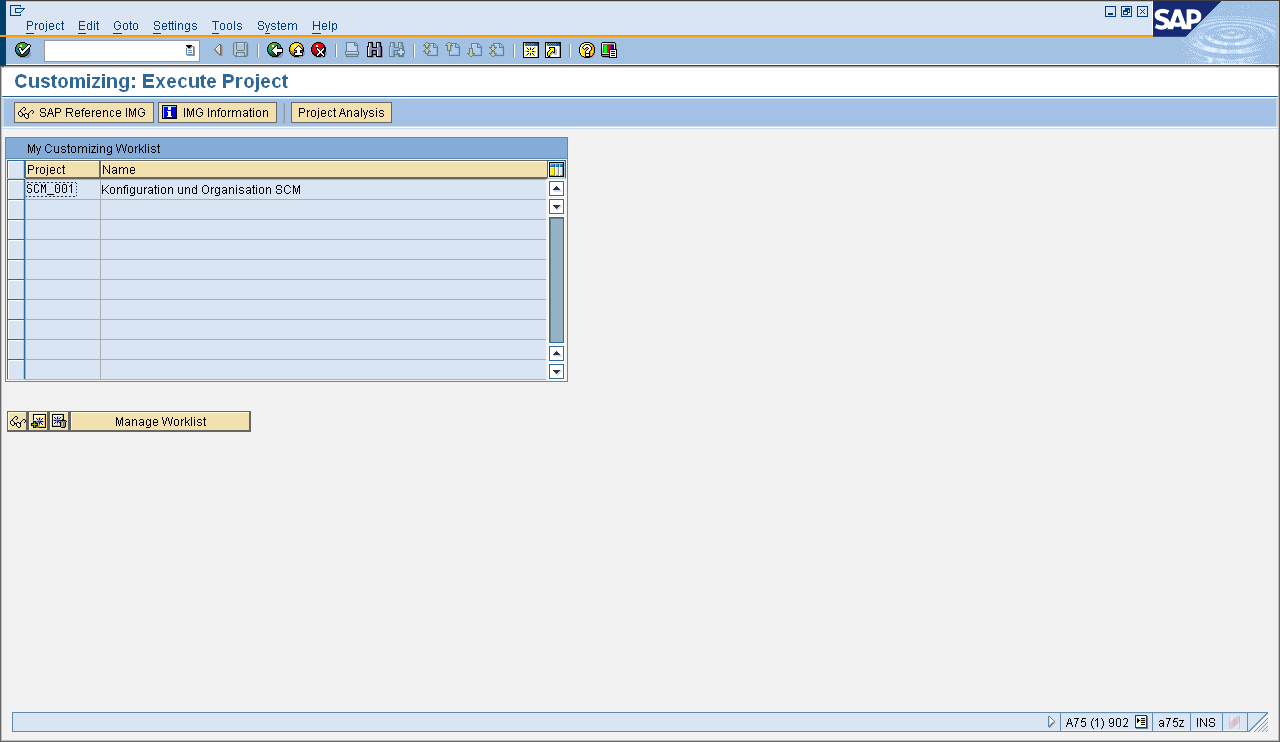 Project Edit Goto Settings Tools System Help
SAP
Customizing: Execute Project
SAP Reference IMG IMG Information Project Analysis
My Customizing Worklist
Project Name
SCM_001 Konfiguration und Organisation SCM
Manage Worklist
A75 (1) 902 a75z INS